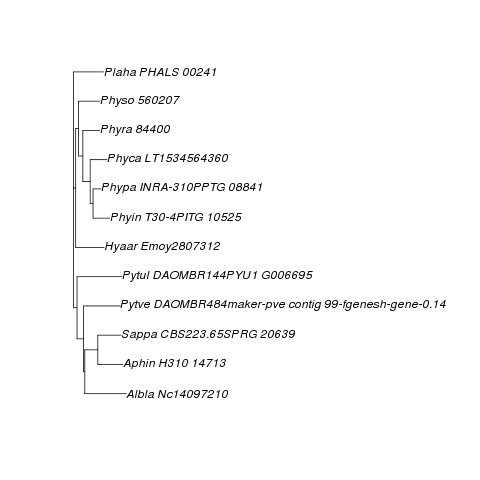 Plaha PHALS 00241
Physo 560207
Phyra 84400
Phyca LT1534564360
Phypa INRA-310PPTG 08841
Phyin T30-4PITG 10525
Hyaar Emoy2807312
Pytul DAOMBR144PYU1 G006695
Pytve DAOMBR484maker-pve contig 99-fgenesh-gene-0.14
Sappa CBS223.65SPRG 20639
Aphin H310 14713
Albla Nc14097210